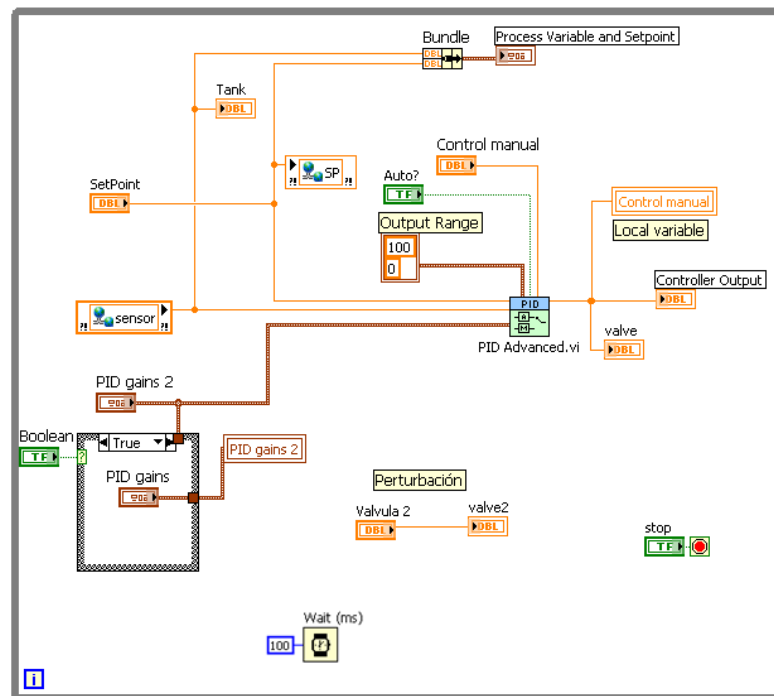 Bundle
DBL
DBL
Process Variable and Setpoint
Tank
DBL
?!
SP
?!
Control manual
DBL
Auto?
TF
SetPoint
DBL
Output Range
100
0
Control manual
Local variable
Controller Output
DBL
?!
sensor
?!
PID
PID Advanced.vi
valve
DBL
PID gains 2
Boolean
TF
?
True
PID gains
PID gains 2
Perturbación
Valvula 2
DBL
valve2
DBL
stop
TF
Wait (ms)
100
i